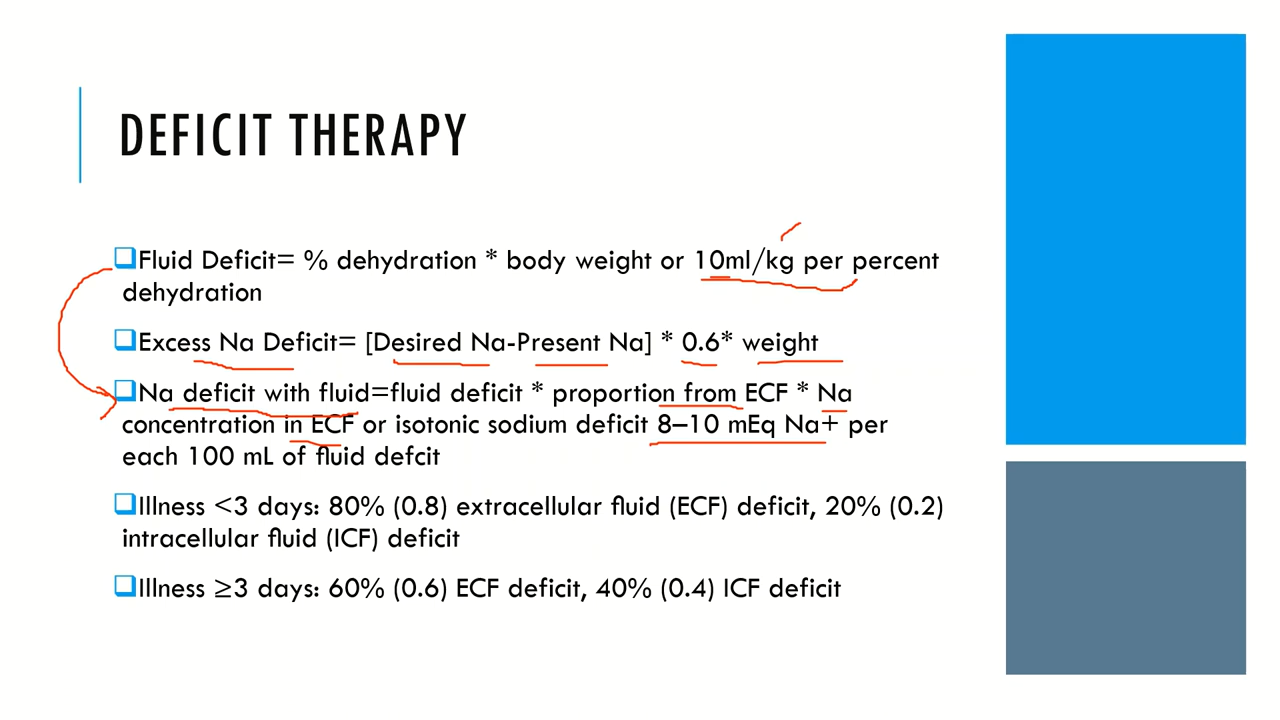 DEFICIT THERAPY
Fluid Deficit= % dehydration * body weight or 10ml/kg per percent
dehydration
Excess Na Deficit= [Desired Na-Present Na] * 0.6* weight
Na deficit with fluid=fluid deficit * proportion from ECF * Na
concentration in ECF or isotonic sodium deficit 8–10 mEq Na+ per
each 100 mL of fluid defcit
Illness <3 days: 80% (0.8) extracellular fluid (ECF) deficit, 20% (0.2)
intracellular fluid (ICF) deficit
Illness ≥3 days: 60% (0.6) ECF deficit, 40% (0.4) ICF deficit